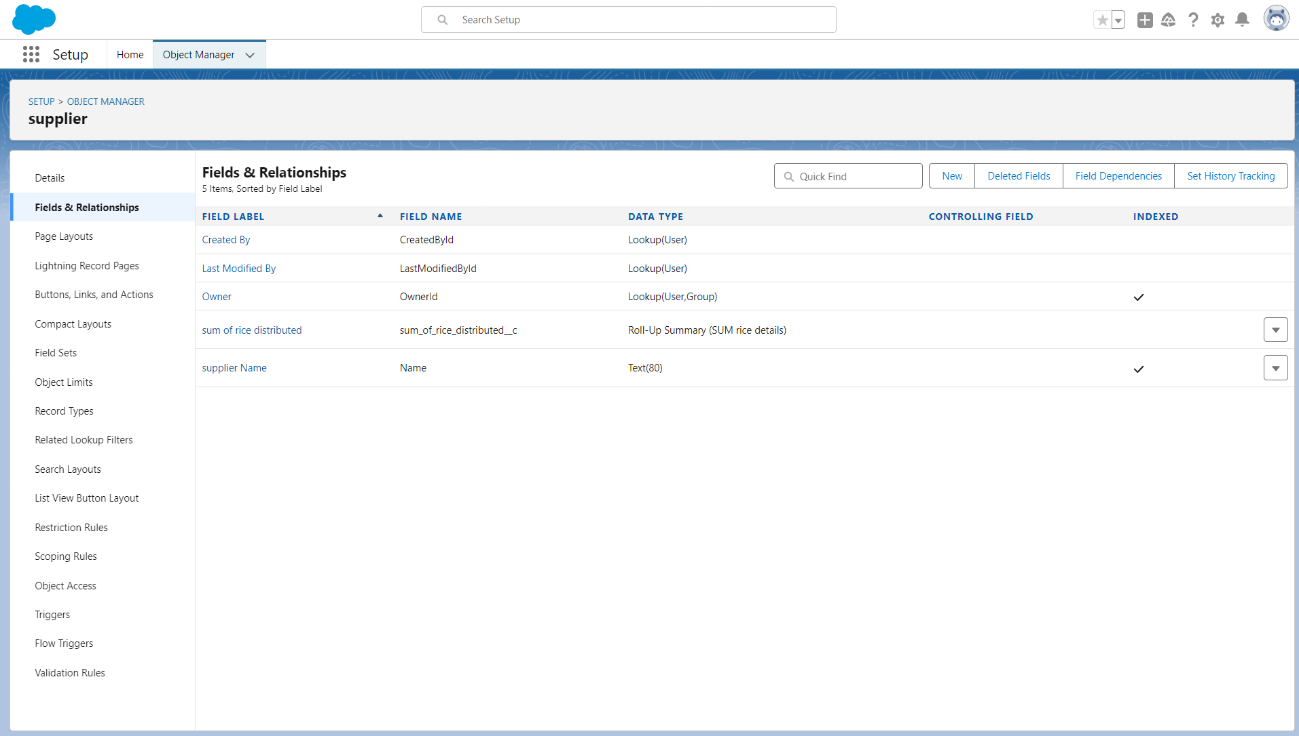 Search Setup
Setup Home Object Manager
SETUP > OBJECT MANAGER
supplier
Details
Fields & Relationships
Page Layouts
Lightning Record Pages
Buttons, Links, and Actions
Compact Layouts
Field Sets
Object Limits
Record Types
Related Lookup Filters
Search Layouts
List View Button Layout
Restriction Rules
Scoping Rules
Object Access
Triggers
Flow Triggers
Validation Rules
Fields & Relationships
5 Items, Sorted by Field Label
Quick Find New Deleted Fields Field Dependencies Set History Tracking
FIELD LABEL FIELD NAME DATA TYPE CONTROLLING FIELD INDEXED
Created By CreatedById Lookup(User)
Last Modified By LastModifiedById Lookup(User)
Owner OwnerId Lookup(User,Group)
sum of rice distributed sum_of_rice_distributed__c Roll-Up Summary (SUM rice details)
supplier Name Name Text(80)